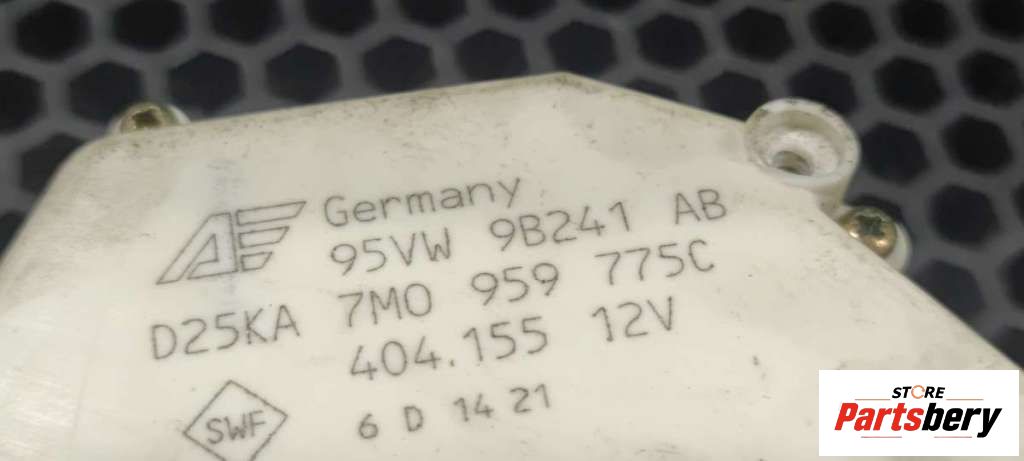 Germany
95VW 9B241 AB
D25KA 7M0 959 775C
404.155 12V
SWF
6 D 14 21
STORE
Partsbery